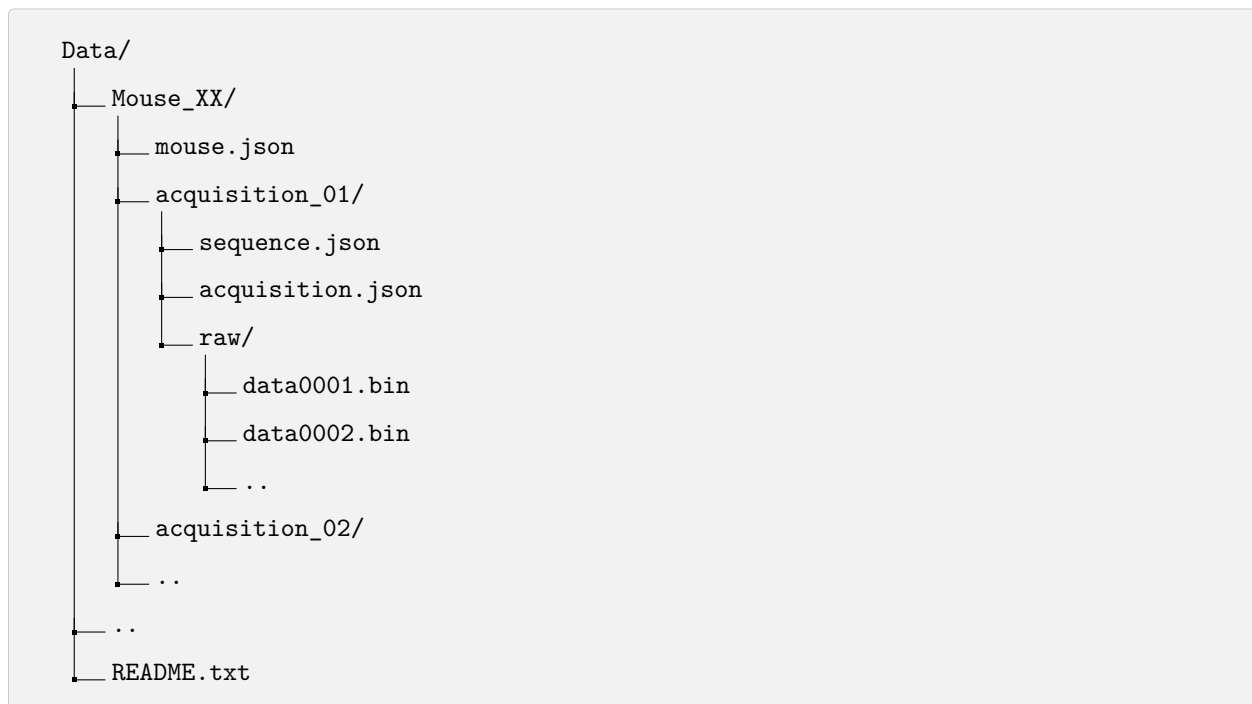 Data/
Mouse_XX/
mouse.json
acquisition_01/
sequence.json
acquisition.json
raw/
data0001.bin
data0002.bin
..
acquisition_02/
..
..
README.txt